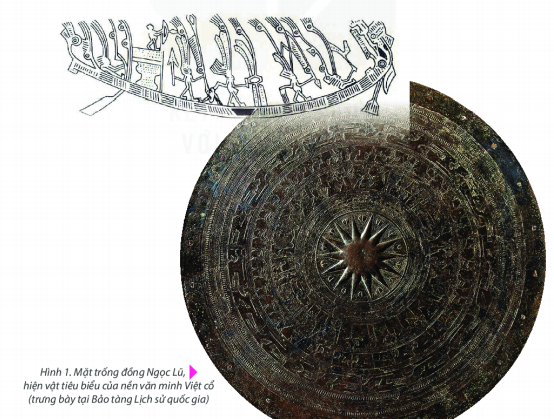 Hình 1. Mặt trống đồng Ngọc Lũ,
hiện vật tiêu biểu của nền văn minh Việt cổ
(trưng bày tại Bảo tàng Lịch sử quốc gia)